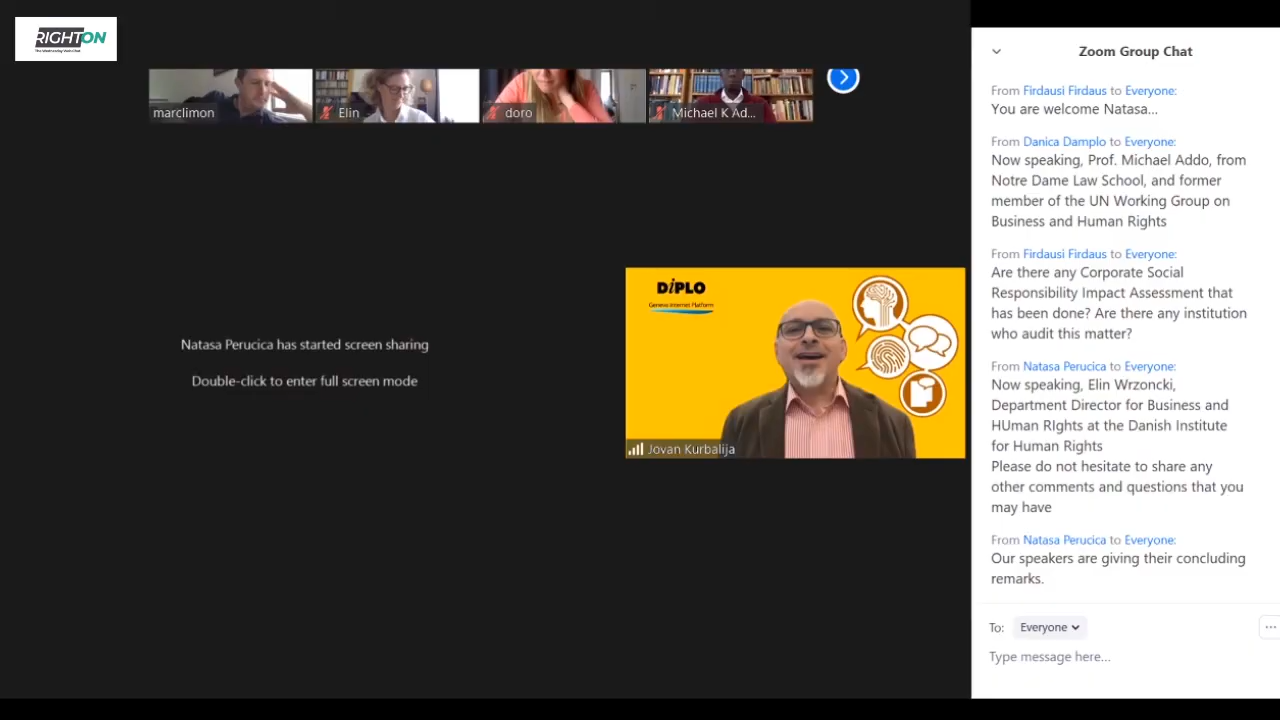 RIGHTON
The Wednesday Web Chat
marclimon
Elin
doro
Michael K Ad...
Natasa Perucica has started screen sharing
Double-click to enter full screen mode
DiPLO
Geneva Internet Platform
Jovan Kurbalija
Zoom Group Chat
From Firdausi Firdaus to Everyone:
You are welcome Natasa...
From Danica Damplo to Everyone:
Now speaking, Prof. Michael Addo, from
Notre Dame Law School, and former
member of the UN Working Group on
Business and Human Rights
From Firdausi Firdaus to Everyone:
Are there any Corporate Social
Responsibility Impact Assessment that
has been done? Are there any institution
who audit this matter?
From Natasa Perucica to Everyone:
Now speaking, Elin Wrzoncki,
Department Director for Business and
HUman RIghts at the Danish Institute
for Human Rights
Please do not hesitate to share any
other comments and questions that you
may have
From Natasa Perucica to Everyone:
Our speakers are giving their concluding
remarks.
To: Everyone
Type message here...